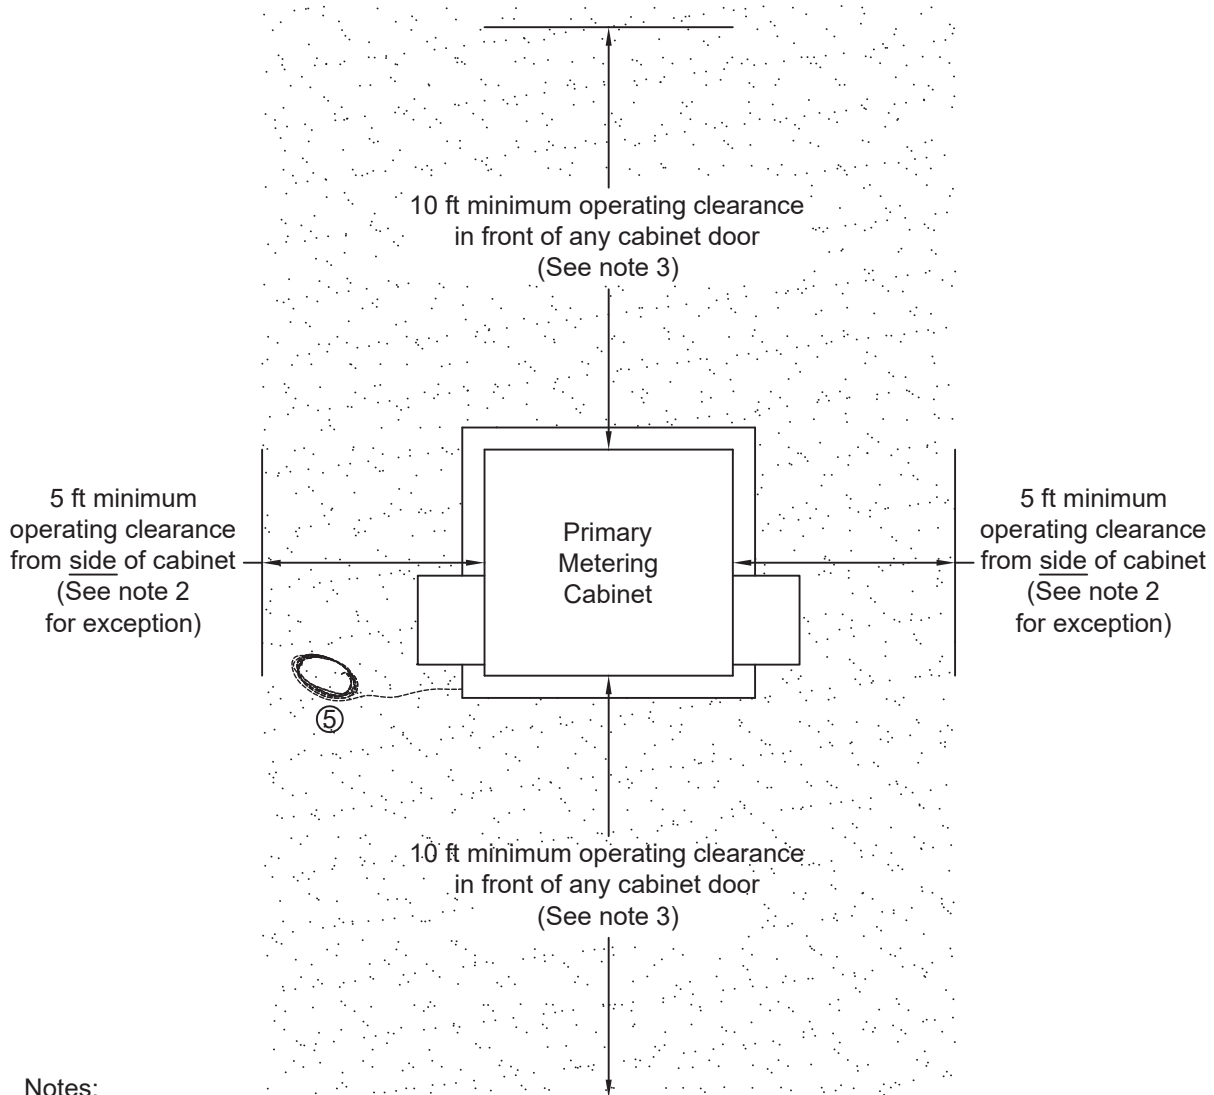 10 ft minimum operating clearance
in front of any cabinet door
(See note 3)
5 ft minimum
operating clearance
from side of cabinet
(See note 2
for exception)
Primary
Metering
Cabinet
5 ft minimum
operating clearance
from side of cabinet
(See note 2
for exception)
⑤
10 ft minimum operating clearance
in front of any cabinet door
(See note 3)
Notes: